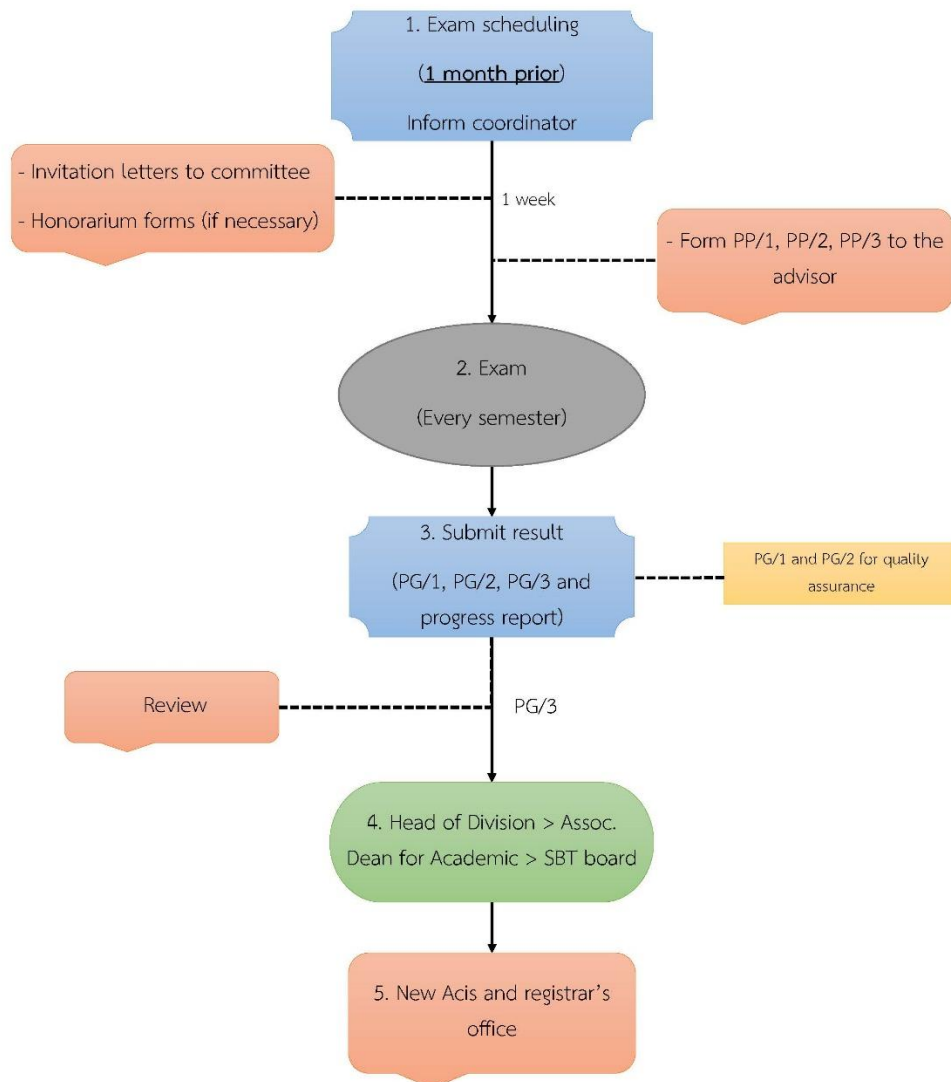 1. Exam scheduling
(1 month prior)
Inform coordinator
- Invitation letters to committee
- Honorarium forms (if necessary)
1 week
- Form PP/1, PP/2, PP/3 to the
advisor
2. Exam
(Every semester)
3. Submit result
(PG/1, PG/2, PG/3 and
progress report)
PG/1 and PG/2 for quality
assurance
Review
PG/3
4. Head of Division > Assoc.
Dean for Academic > SBT board
5. New Acis and registrar's
office